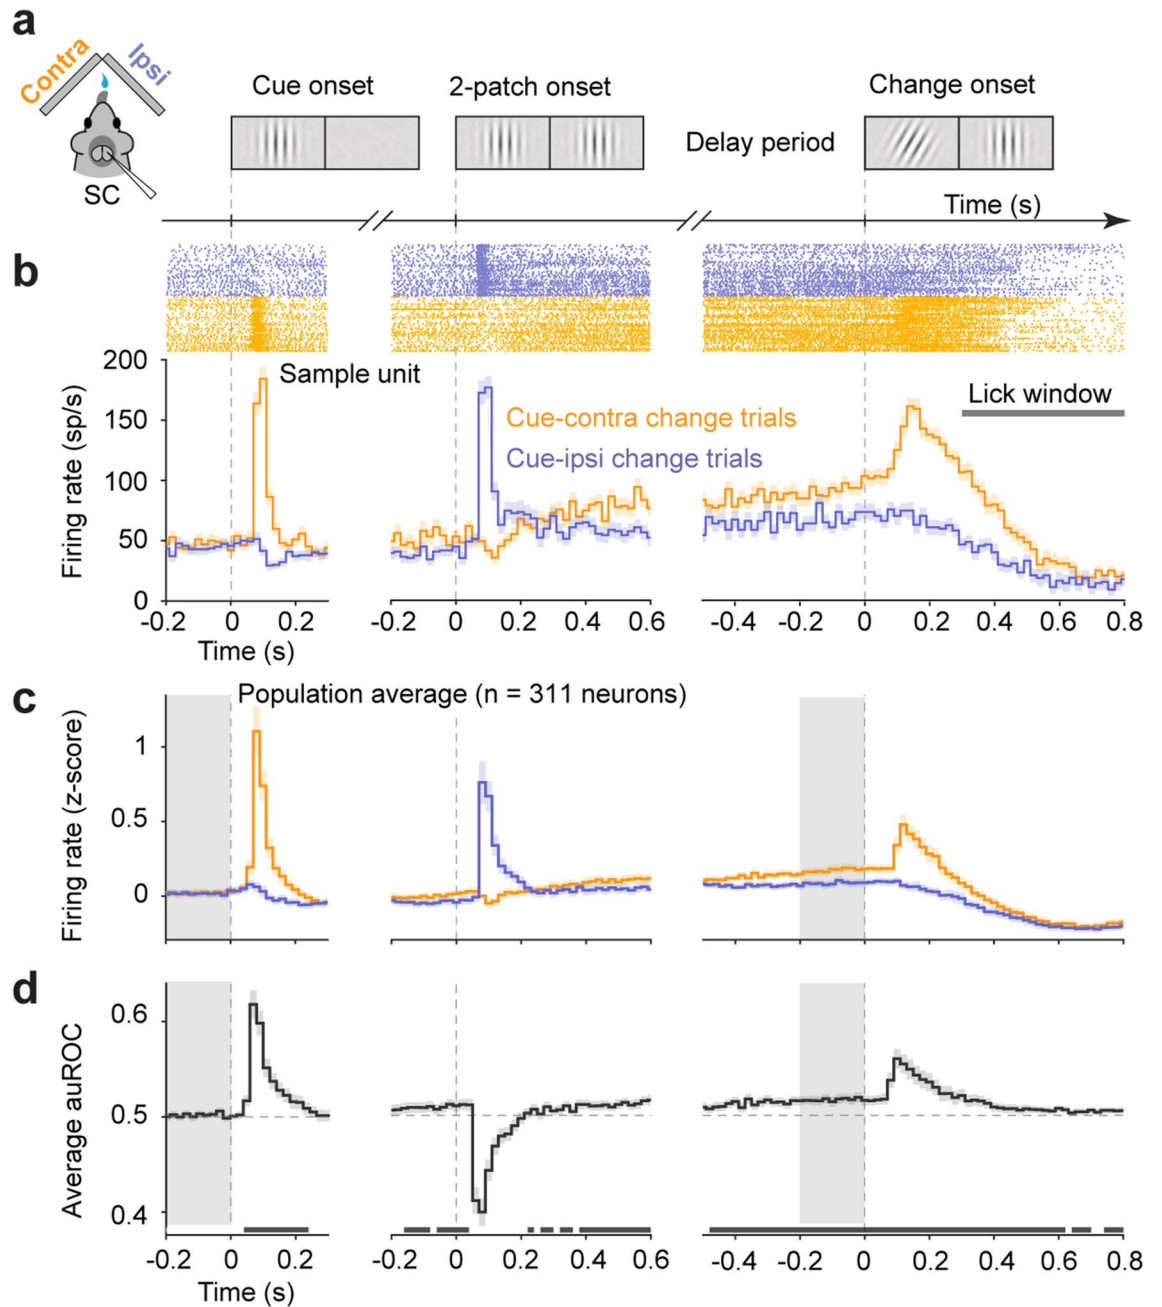 a
Contra
Ipsi
SC
Cue onset
2-patch onset
Delay period
Change onset
Time (s)
b
Sample unit
Cue-contra change trials
Cue-ipsi change trials
Lick window
Firing rate (sp/s)
200
150
100
50
0
-0.2 0 0.2
-0.2 0 0.2 0.4 0.6
-0.4 -0.2 0 0.2 0.4 0.6 0.8
Time (s)
c
Population average (n = 311 neurons)
Firing rate (z-score)
1
0.5
0
d
Average auROC
0.6
0.5
0.4
-0.2 0 0.2
-0.2 0 0.2 0.4 0.6
-0.4 -0.2 0 0.2 0.4 0.6 0.8
Time (s)